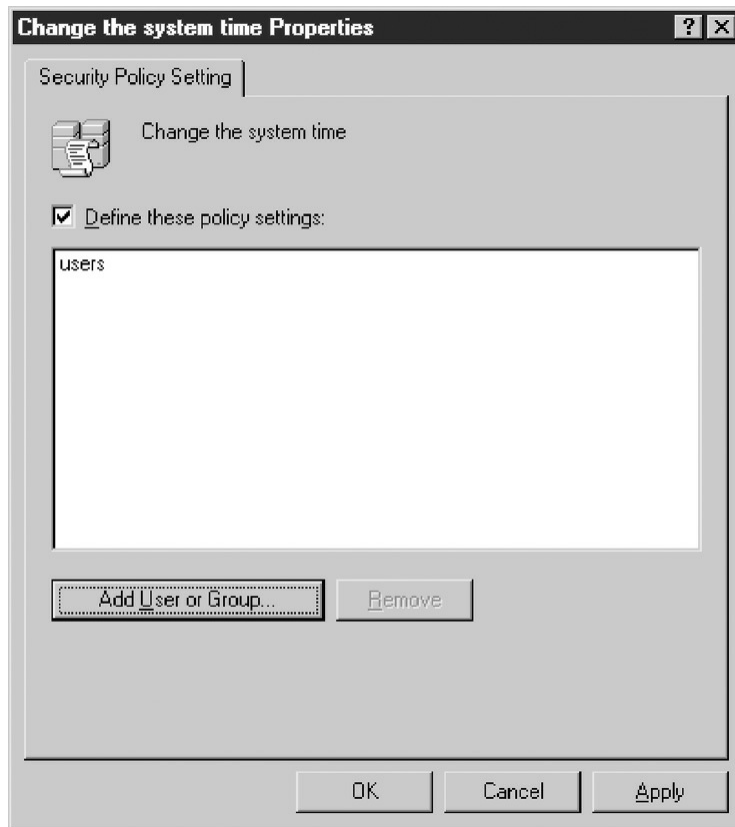 Change the system time Properties
? X
Security Policy Setting
Change the system time
Define these policy settings:
users
Add User or Group... Remove
OK Cancel Apply